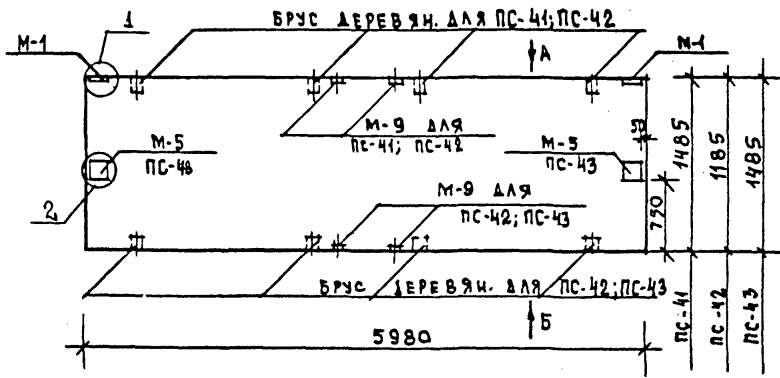 БРУС ДЕРЕВЯН. ДЛЯ ПС-41; ПС-42
1
М-1
А
М-1
М-9 ДЛЯ
ПС-41; ПС-42
50
М-5
ПС-43
М-5
ПС-43
2
М-9 ДЛЯ
ПС-42; ПС-43
750
1485
1185
1485
БРУС ДЕРЕВЯН. ДЛЯ ПС-42; ПС-43
Б
5980
ПС-41
ПС-42
ПС-43